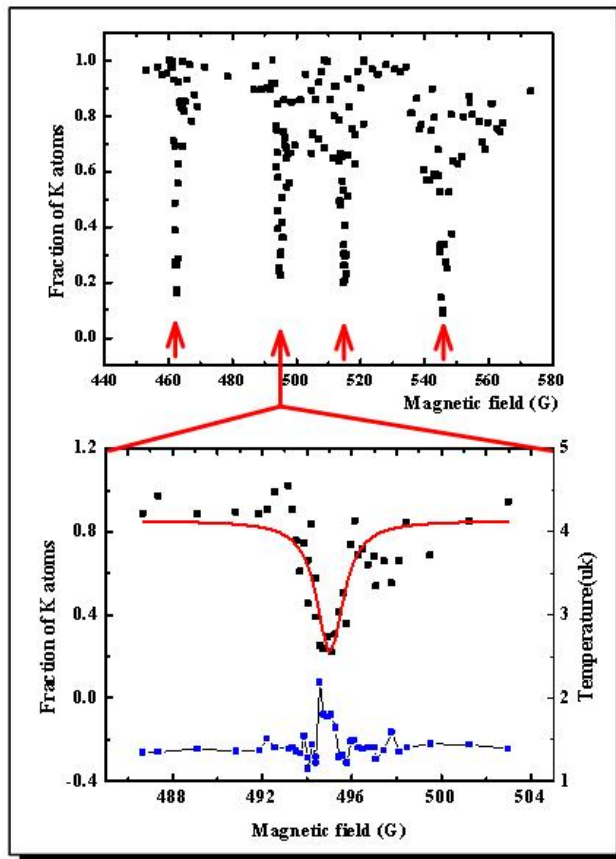 1.0
0.8
0.6
0.4
0.2
0.0
Fraction of K atoms
440 460 480 500 520 540 560 580
Magnetic field (G)
1.2
0.8
0.4
0.0
-0.4
Fraction of K atoms
5
4
3
2
1
Temperature(uk)
488 492 496 500 504
Magnetic field (G)